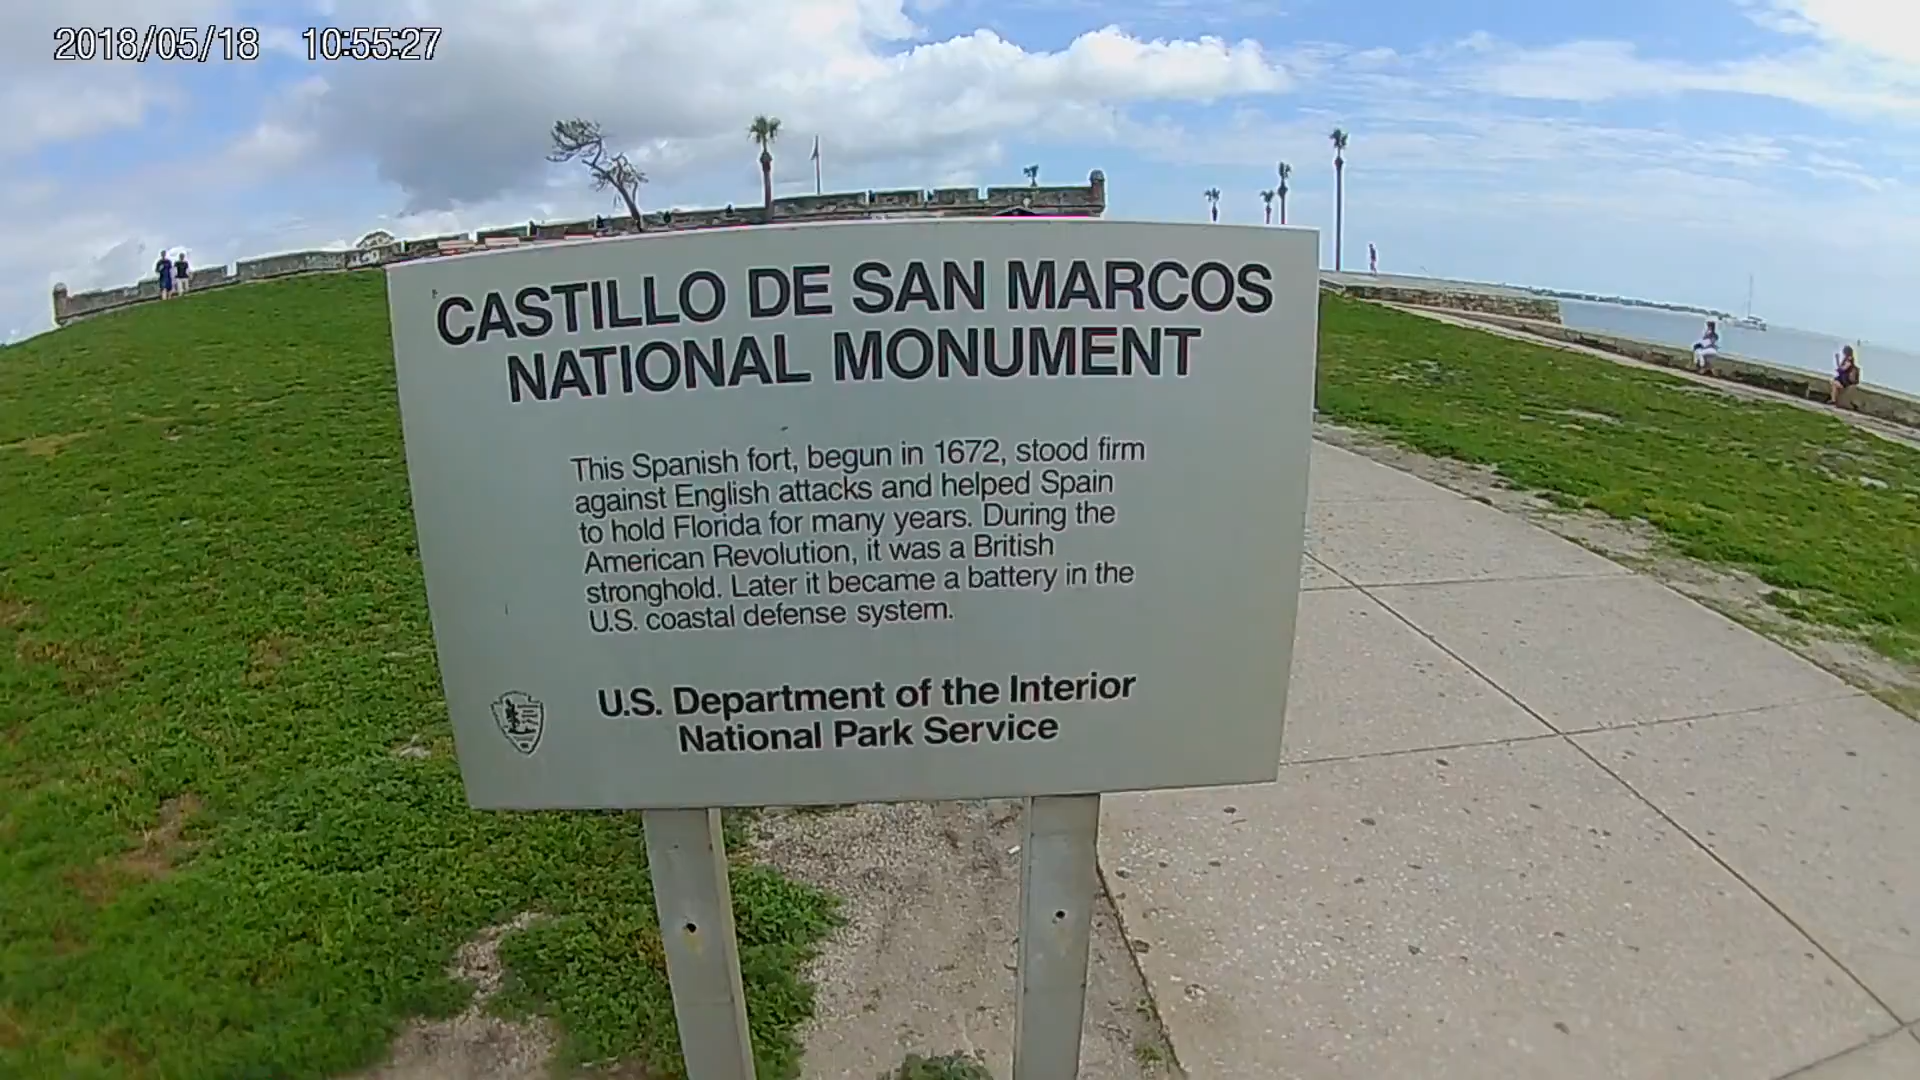 2018/05/18 10:55:27
CASTILLO DE SAN MARCOS
NATIONAL MONUMENT
This Spanish fort, begun in 1672, stood firm
against English attacks and helped Spain
to hold Florida for many years. During the
American Revolution, it was a British
stronghold. Later it became a battery in the
U.S. coastal defense system.
U.S. Department of the Interior
National Park Service